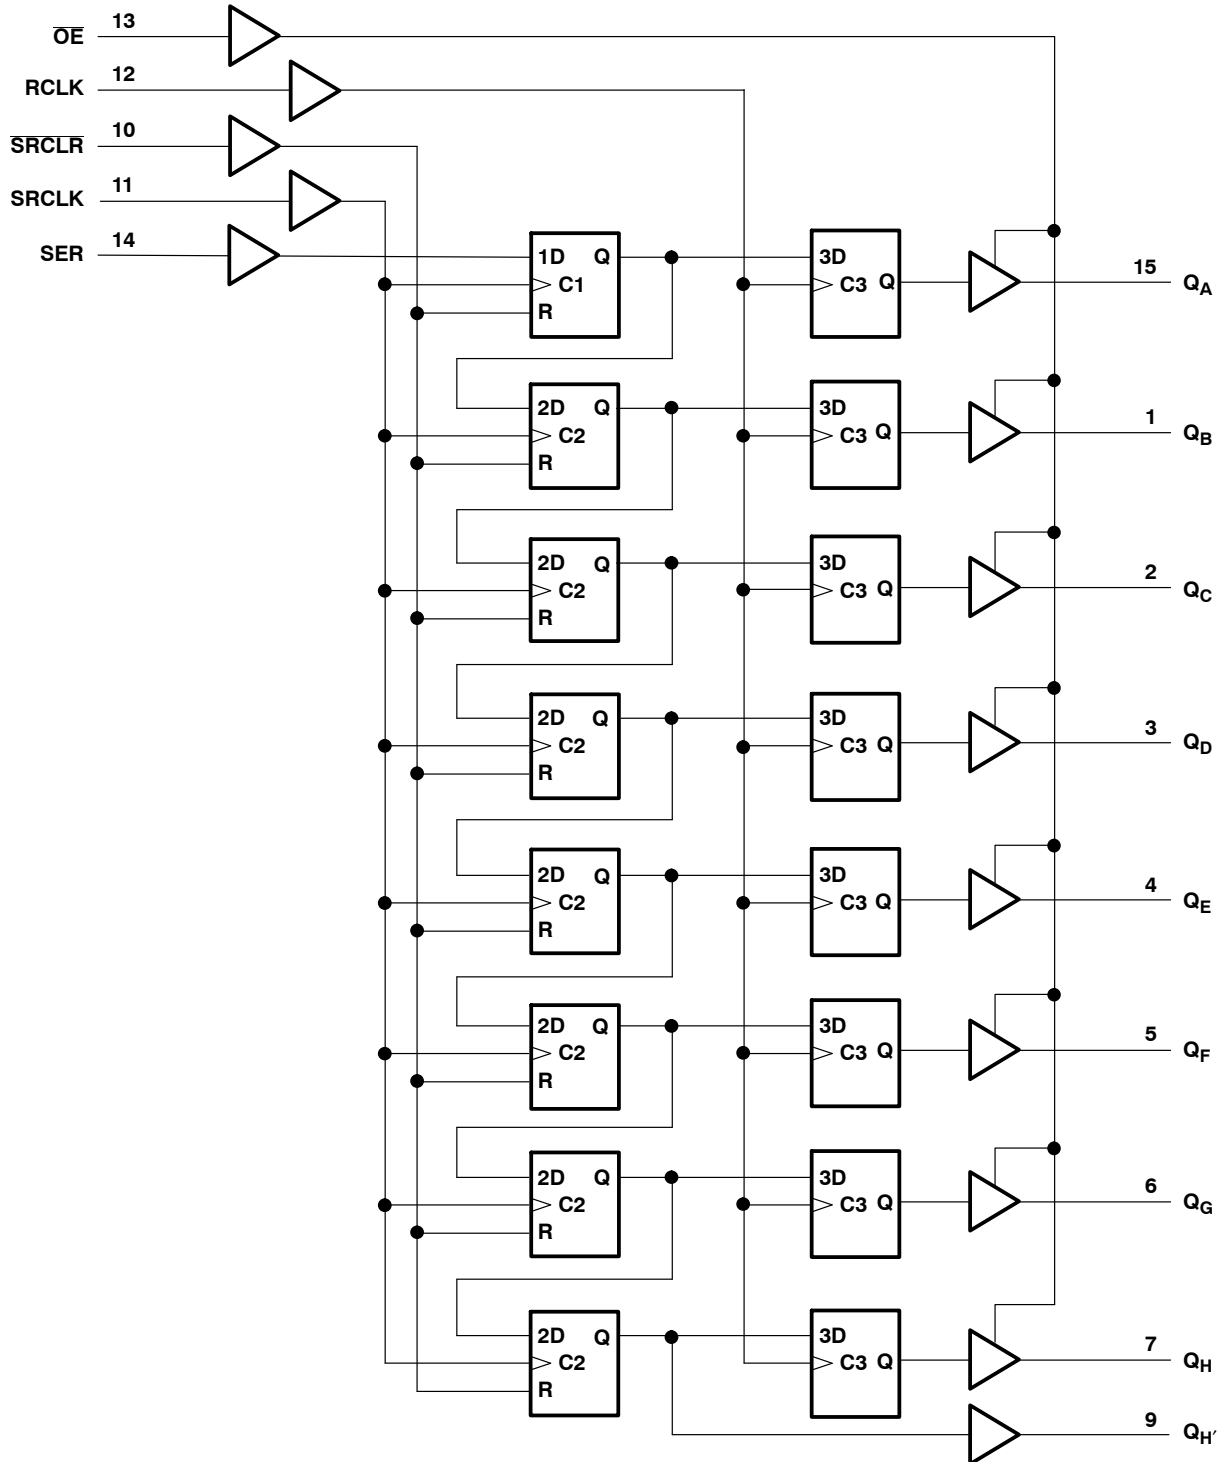 OE 13
RCLK 12
SRCLR 10
SRCLK 11
SER 14
1D Q 3D
C1 C3 Q 15 QA
R
2D Q 3D
C2 C3 Q 1 QB
R
2D Q 3D
C2 C3 Q 2 QC
R
2D Q 3D
C2 C3 Q 3 QD
R
2D Q 3D
C2 C3 Q 4 QE
R
2D Q 3D
C2 C3 Q 5 QF
R
2D Q 3D
C2 C3 Q 6 QG
R
2D Q 3D
C2 C3 Q 7 QH
R
9 QH′